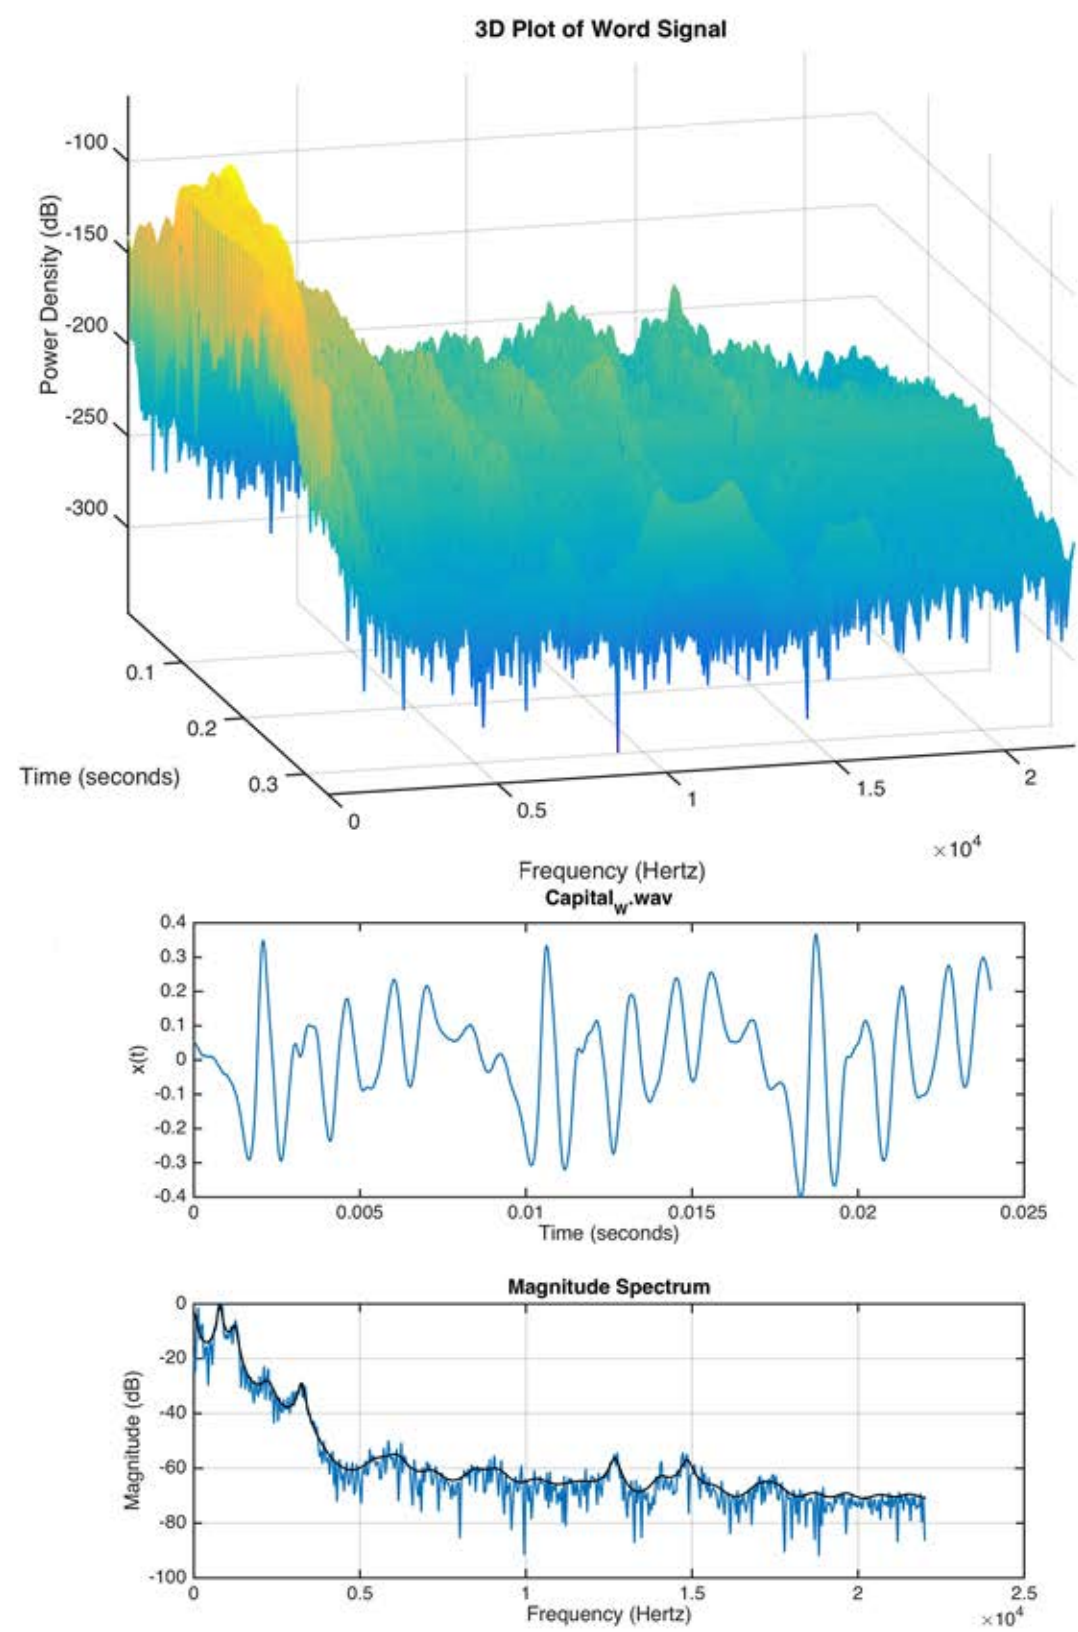 3D Plot of Word Signal
-100
-150
-200
-250
-300
Power Density (dB)
0.1
0.2
0.3
Time (seconds)
0
0.5
1
1.5
2
×10^4
Frequency (Hertz)
Capital_W.wav
0.4
0.3
0.2
0.1
0
-0.1
-0.2
-0.3
-0.4
x(t)
0 0.005 0.01 0.015 0.02 0.025
Time (seconds)
Magnitude Spectrum
0
-20
-40
-60
-80
-100
Magnitude (dB)
0 0.5 1 1.5 2 2.5
Frequency (Hertz)
×10^4